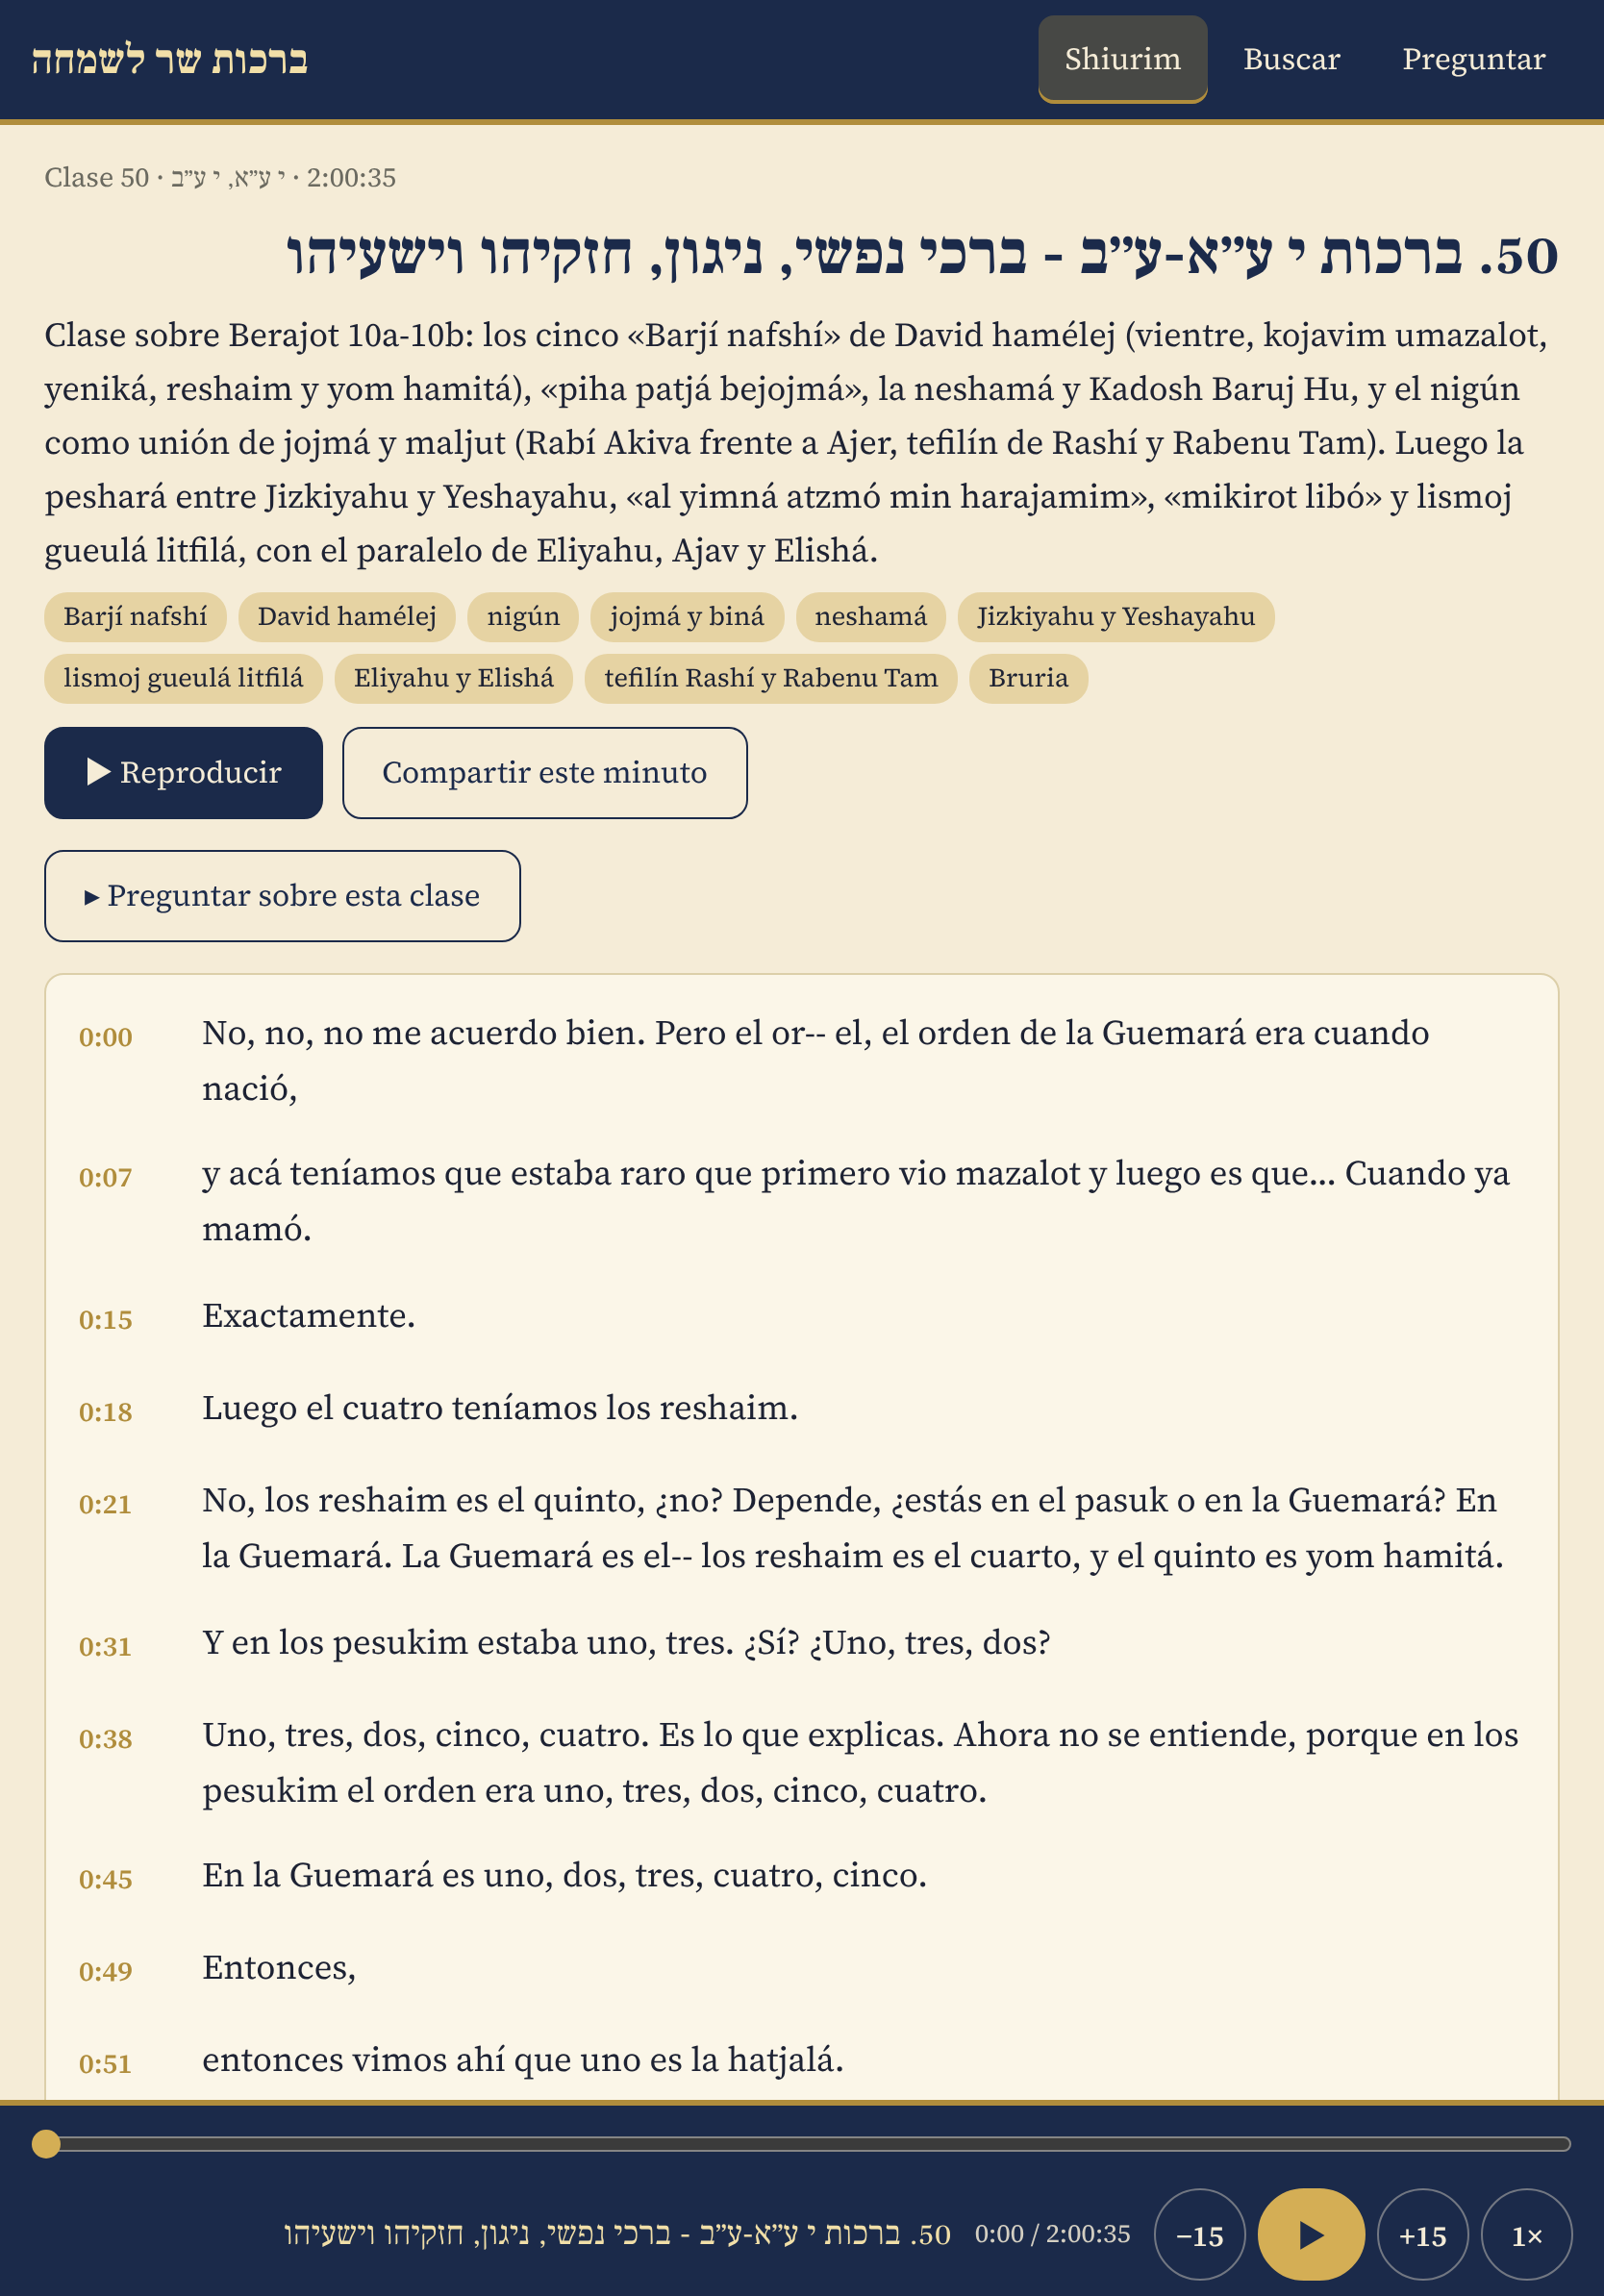 ברכות שר לשמחה
Shiurim
Buscar
Preguntar
Clase 50 · י ע״א, י ע״ב · 2:00:35
50. ברכות י ע״א-ע״ב - ברכי נפשי, ניגון, חזקיהו וישעיהו
Clase sobre Berajot 10a-10b: los cinco «Barjí nafshí» de David hamélej (vientre, kojavim umazalot,
yeniká, reshaim y yom hamitá), «piha patjá bejojmá», la neshamá y Kadosh Baruj Hu, y el nigún
como unión de jojmá y maljut (Rabí Akiva frente a Ajer, tefilín de Rashí y Rabenu Tam). Luego la
peshará entre Jizkiyahu y Yeshayahu, «al yimná atzmó min harajamim», «mikirot libó» y lismoj
gueulá litfilá, con el paralelo de Eliyahu, Ajav y Elishá.
Barjí nafshí
David hamélej
nigún
jojmá y biná
neshamá
Jizkiyahu y Yeshayahu
lismoj gueulá litfilá
Eliyahu y Elishá
tefilín Rashí y Rabenu Tam
Bruria
▶ Reproducir
Compartir este minuto
▸ Preguntar sobre esta clase
0:00 No, no, no me acuerdo bien. Pero el or-- el, el orden de la Guemará era cuando
nació,
0:07 y acá teníamos que estaba raro que primero vio mazalot y luego es que... Cuando ya
mamó.
0:15 Exactamente.
0:18 Luego el cuatro teníamos los reshaim.
0:21 No, los reshaim es el quinto, ¿no? Depende, ¿estás en el pasuk o en la Guemará? En
la Guemará. La Guemará es el-- los reshaim es el cuarto, y el quinto es yom hamitá.
0:31 Y en los pesukim estaba uno, tres. ¿Sí? ¿Uno, tres, dos?
0:38 Uno, tres, dos, cinco, cuatro. Es lo que explicas. Ahora no se entiende, porque en los
pesukim el orden era uno, tres, dos, cinco, cuatro.
0:45 En la Guemará es uno, dos, tres, cuatro, cinco.
0:49 Entonces,
0:51 entonces vimos ahí que uno es la hatjalá.
50. ברכות י ע״א-ע״ב - ברכי נפשי, ניגון, חזקיהו וישעיהו
0:00 / 2:00:35
−15
+15
1×